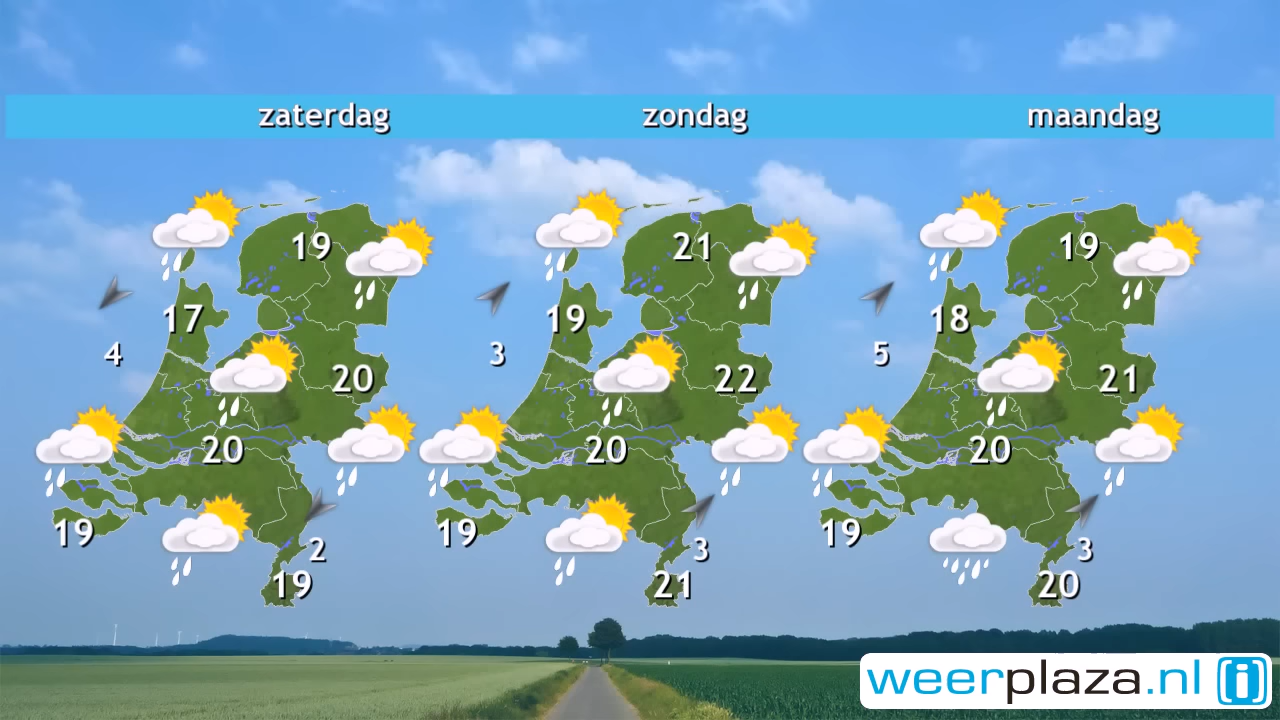 zaterdag zondag maandag
19 21 19
17 19 18
4 3 5
20 22 21
20 20 20
19 19 19
2 3 3
19 21 20
weerplaza.nl i